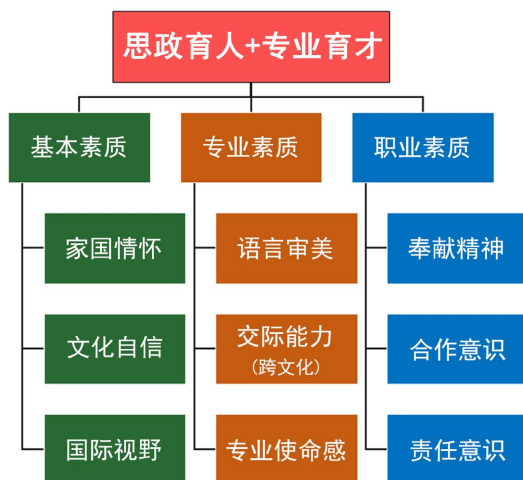 思政育人+专业育才
基本素质
专业素质
职业素质
家国情怀
语言审美
奉献精神
文化自信
交际能力
(跨文化)
合作意识
国际视野
专业使命感
责任意识